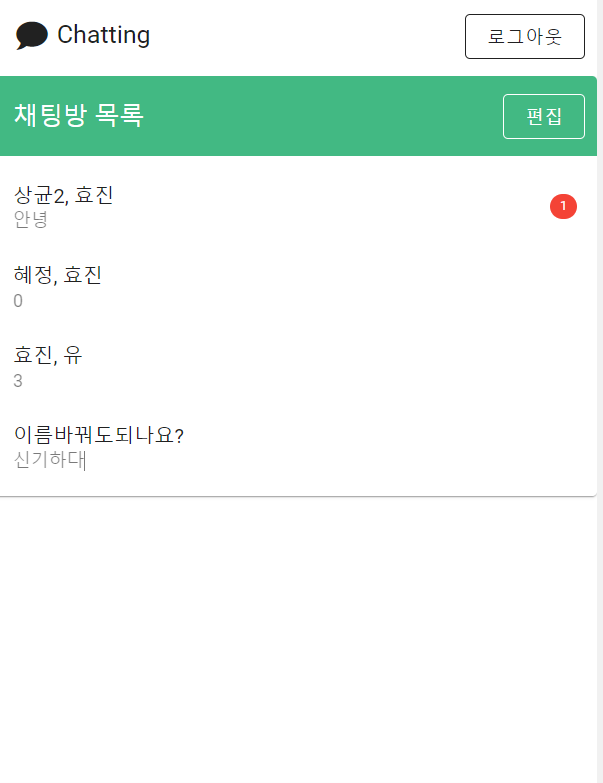 Chatting
로그아웃
채팅방 목록
편집
상균2, 효진
안녕
1
혜정, 효진
0
효진, 유
3
이름바꿔도되나요?
신기하대